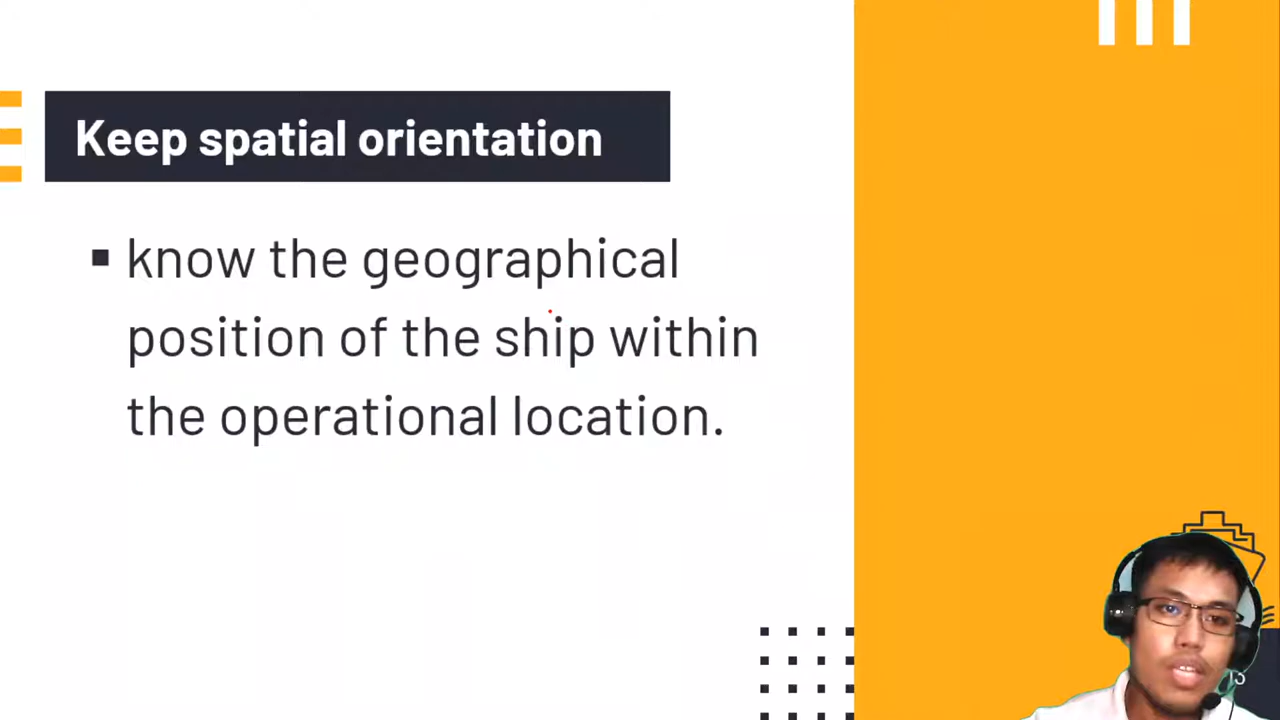 Keep spatial orientation
▪ know the geographical
position of the ship within
the operational location.